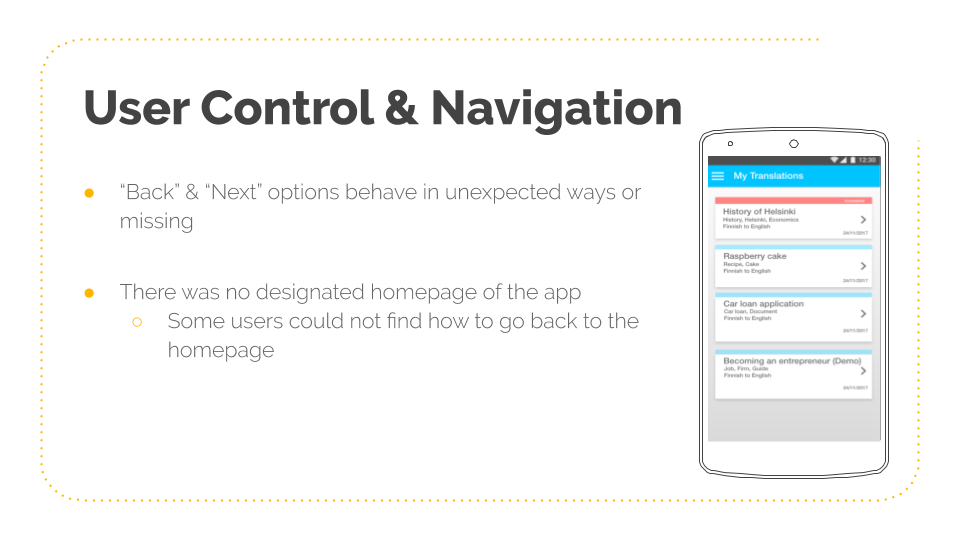 User Control & Navigation
● “Back” & “Next” options behave in unexpected ways or
missing
● There was no designated homepage of the app
○ Some users could not find how to go back to the
homepage
12:30
My Translations
History of Helsinki
History, Helsinki, Economics
Finnish to English
24/11/2017
Raspberry cake
Recipe, Cake
Finnish to English
24/11/2017
Car loan application
Car loan, Document
Finnish to English
24/11/2017
Becoming an entrepreneur (Demo)
Job, Firm, Guide
Finnish to English
24/11/2017